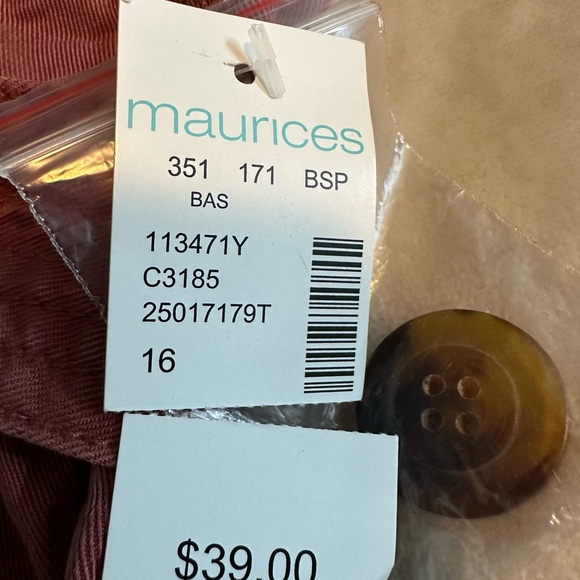 maurices
351 171 BSP
BAS
113471Y
C3185
25017179T
16
$39.00